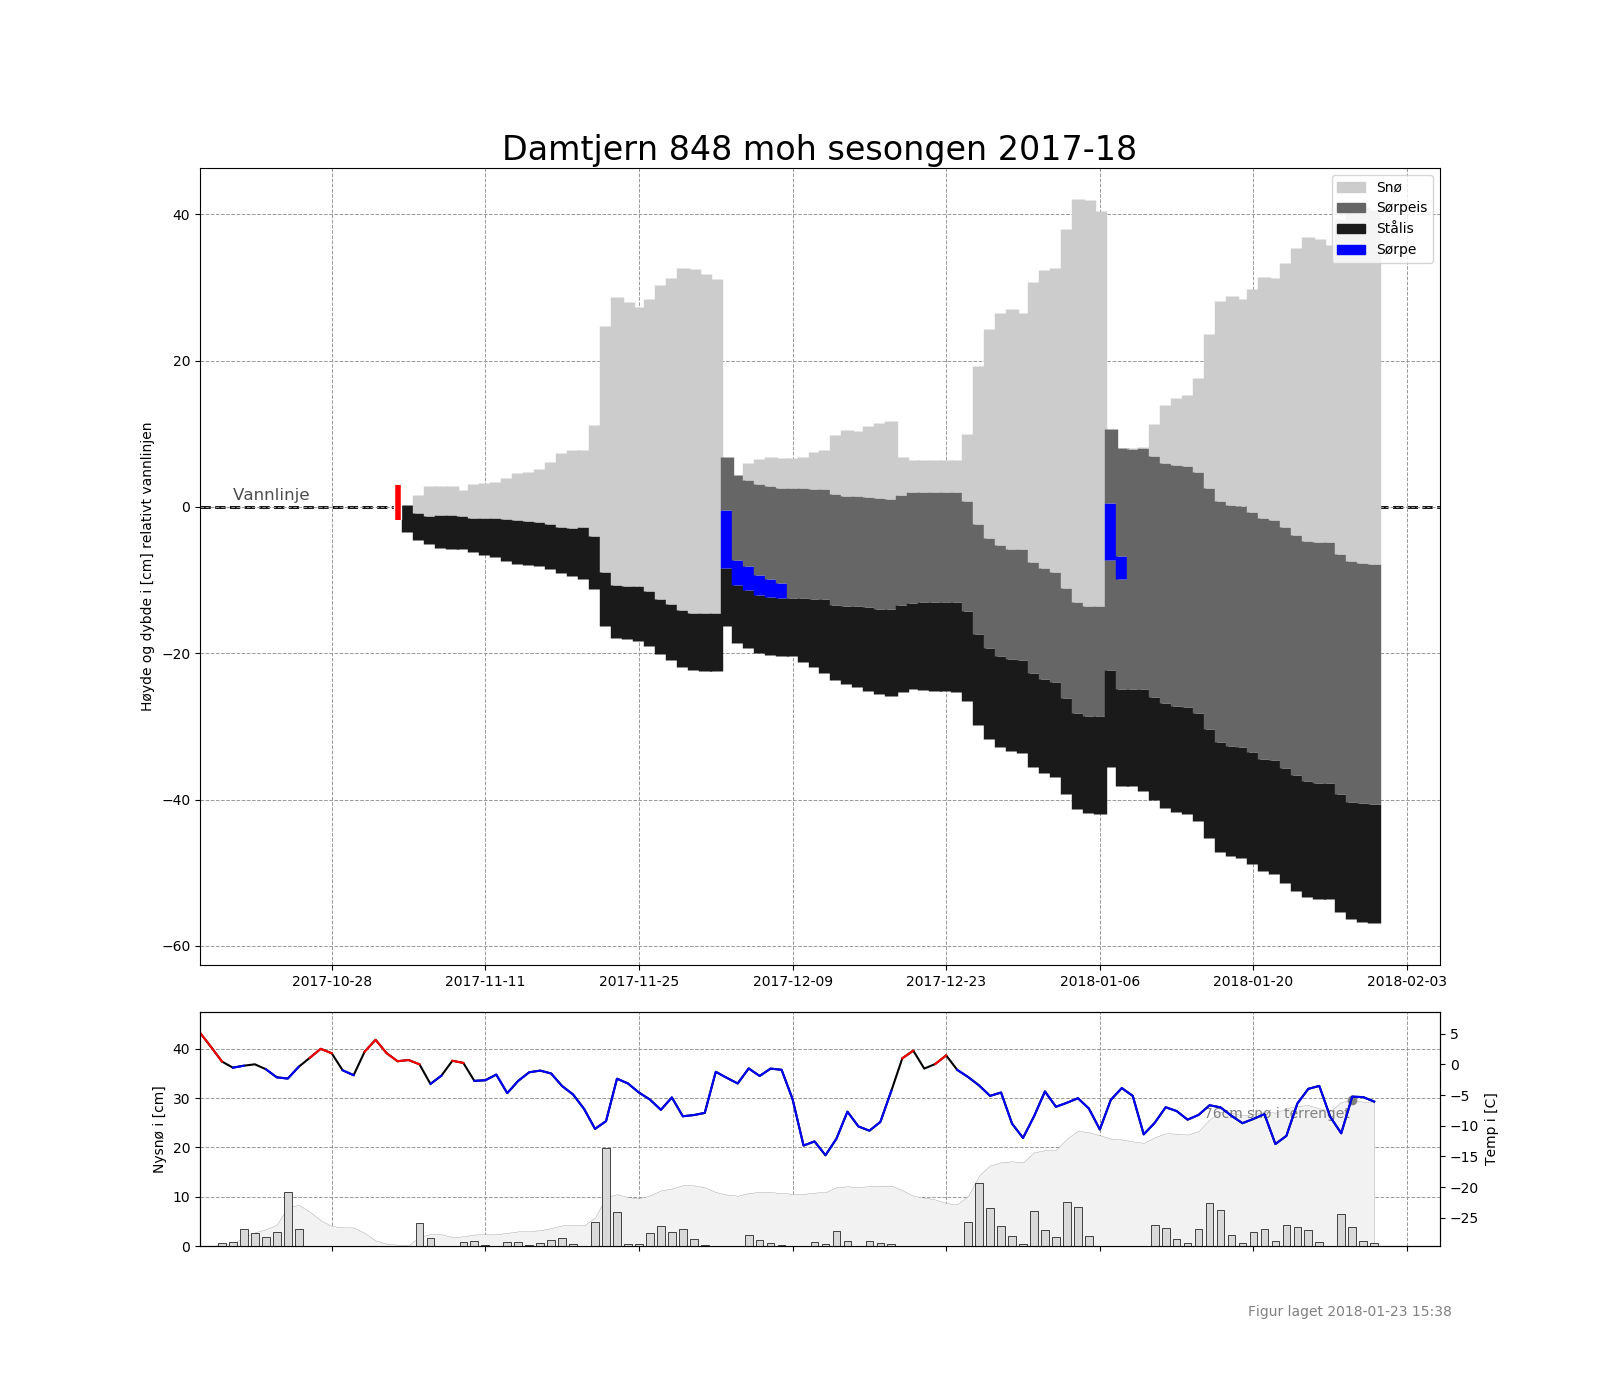 Damtjern 848 moh sesongen 2017-18
Snø
Sørpeis
Stålis
Sørpe
Høyde og dybde i [cm] relativt vannlinjen
40
20
0
−20
−40
−60
Vannlinje
2017-10-28 2017-11-11 2017-11-25 2017-12-09 2017-12-23 2018-01-06 2018-01-20 2018-02-03
Nysnø i [cm]
40
30
20
10
0
76cm snø i terrenget
5
0
−5
−10
−15
−20
−25
Temp i [C]
Figur laget 2018-01-23 15:38